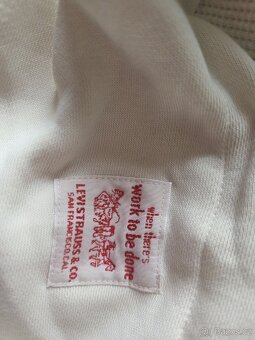 when there's
work to be done
LEVI STRAUSS & CO.
SAN FRANCISCO, CAL